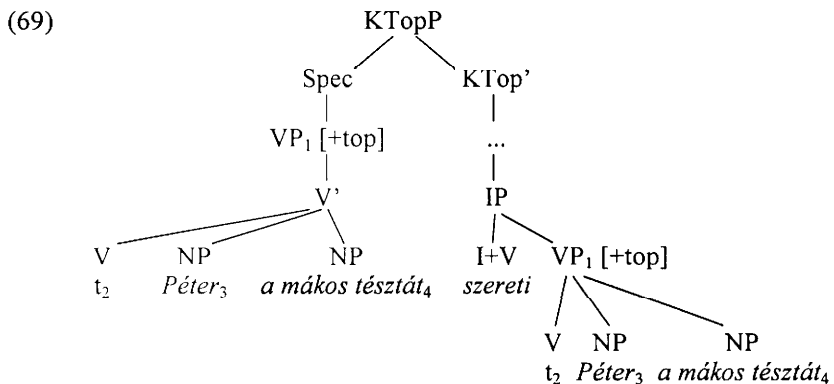 (69) KTopP
Spec KTop'
VP₁ [+top] ...
V' IP
V NP NP I+V VP₁ [+top]
t₂ Péter₃ a mákos tésztát₄ szereti
V NP NP
t₂ Péter₃ a mákos tésztát₄